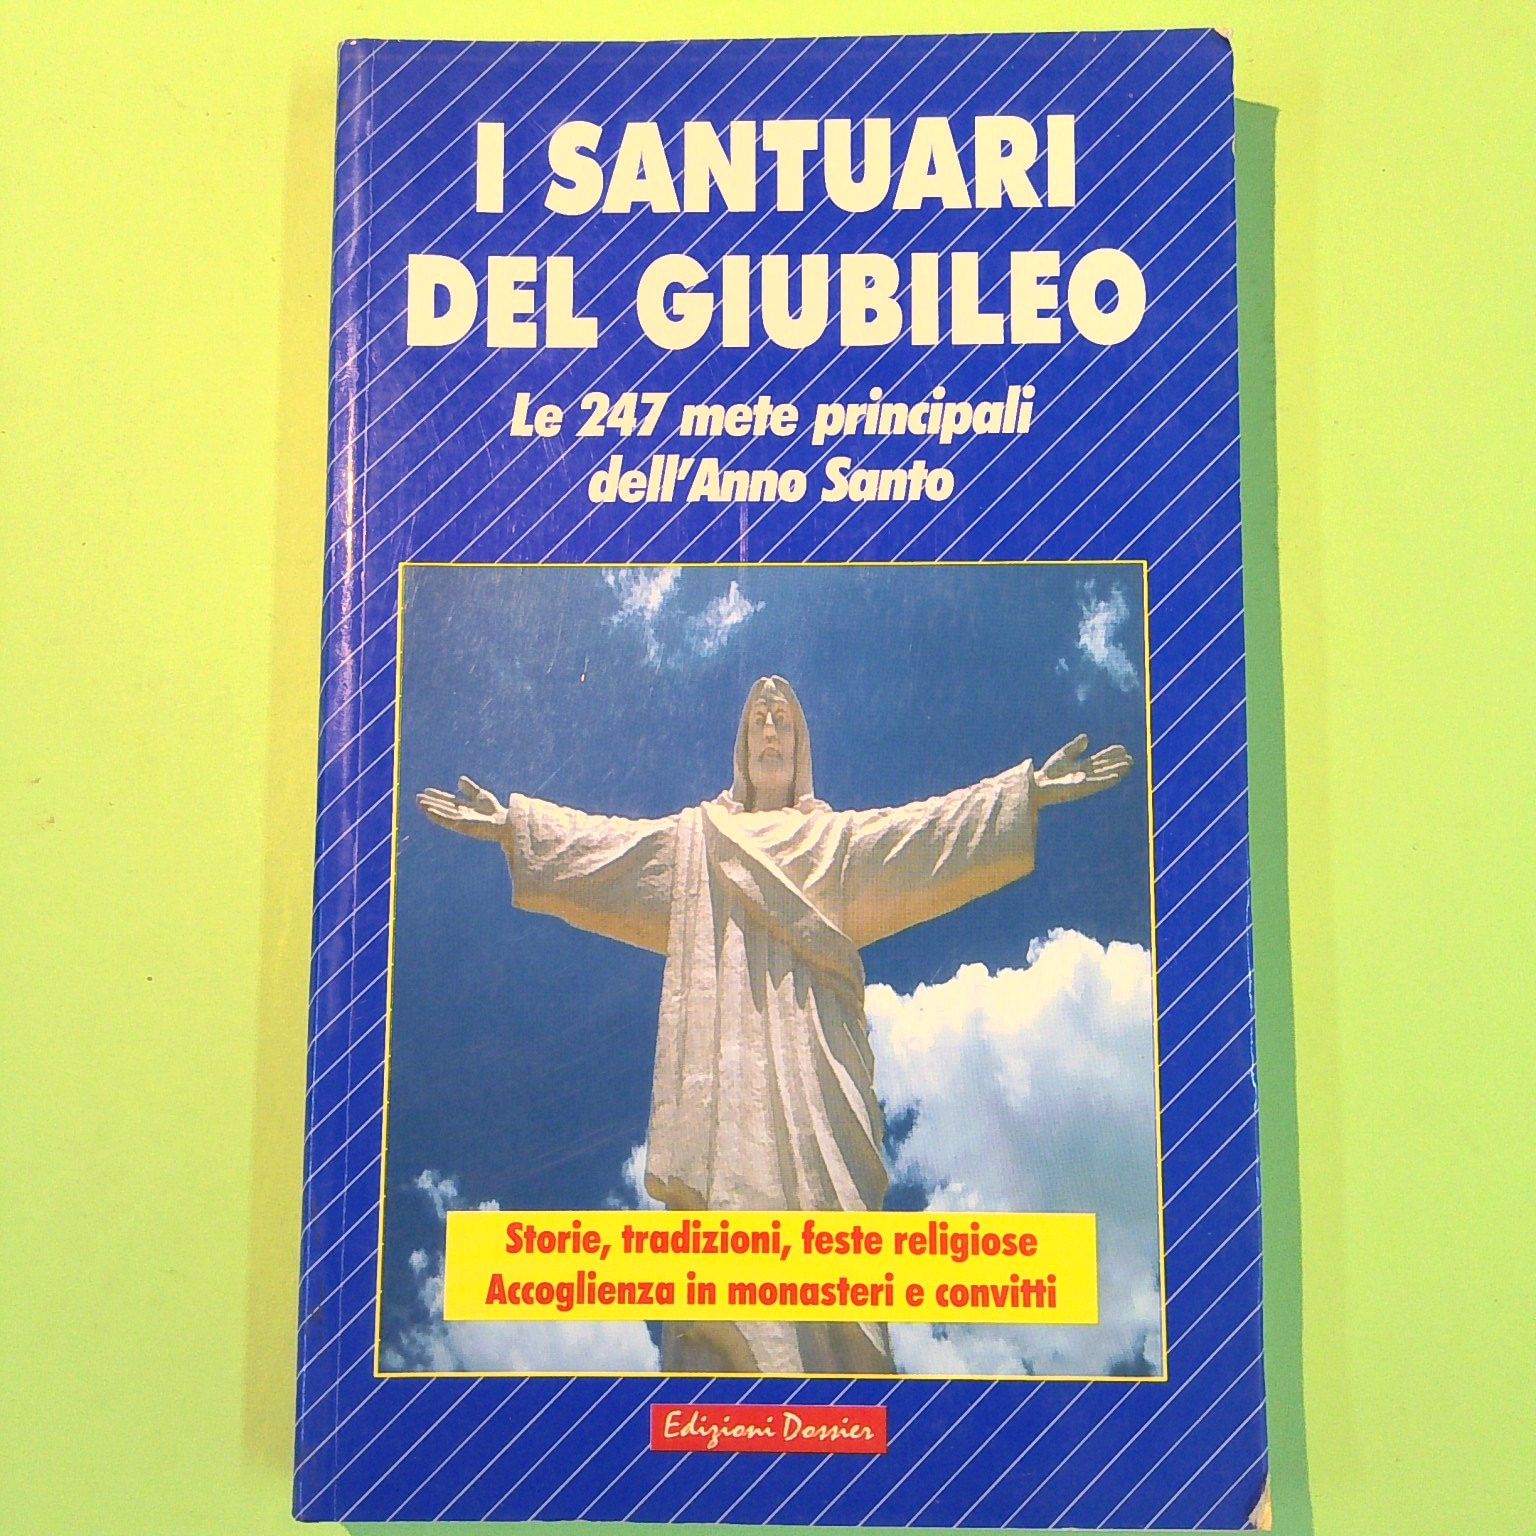 I SANTUARI
DEL GIUBILEO
Le 247 mete principali
dell'Anno Santo
Storie, tradizioni, feste religiose
Accoglienza in monasteri e convitti
Edizioni Dossier